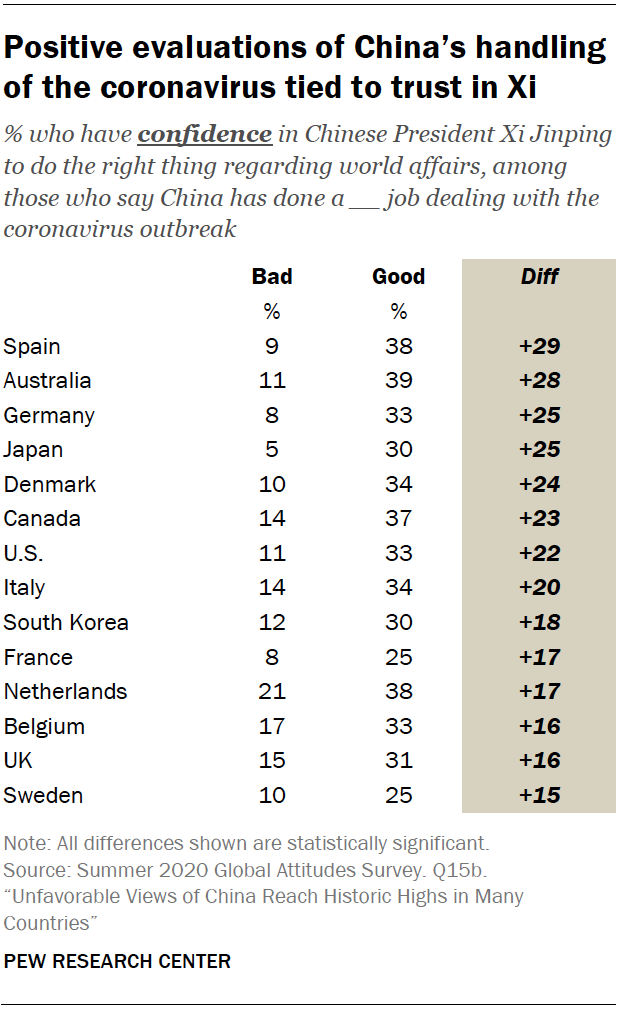 Positive evaluations of China’s handling
of the coronavirus tied to trust in Xi
% who have confidence in Chinese President Xi Jinping
to do the right thing regarding world affairs, among
those who say China has done a __ job dealing with the
coronavirus outbreak
Bad Good Diff
% %
Spain 9 38 +29
Australia 11 39 +28
Germany 8 33 +25
Japan 5 30 +25
Denmark 10 34 +24
Canada 14 37 +23
U.S. 11 33 +22
Italy 14 34 +20
South Korea 12 30 +18
France 8 25 +17
Netherlands 21 38 +17
Belgium 17 33 +16
UK 15 31 +16
Sweden 10 25 +15
Note: All differences shown are statistically significant.
Source: Summer 2020 Global Attitudes Survey. Q15b.
“Unfavorable Views of China Reach Historic Highs in Many
Countries”
PEW RESEARCH CENTER